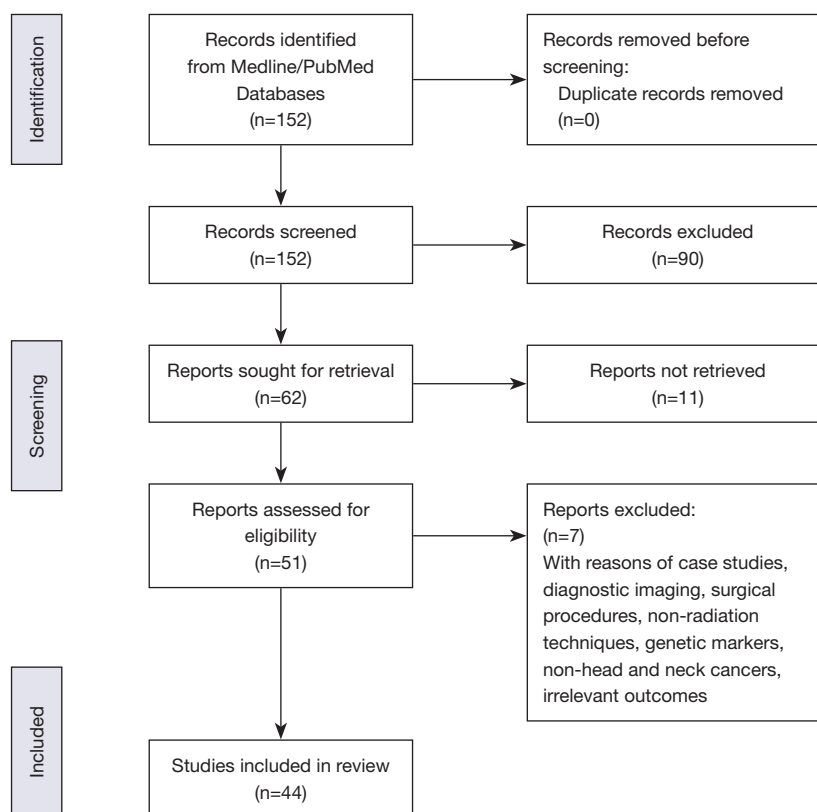 Identification
Records identified
from Medline/PubMed
Databases
(n=152)
Records removed before
screening:
Duplicate records removed
(n=0)
Records screened
(n=152)
Records excluded
(n=90)
Screening
Reports sought for retrieval
(n=62)
Reports not retrieved
(n=11)
Reports assessed for
eligibility
(n=51)
Reports excluded:
(n=7)
With reasons of case studies,
diagnostic imaging, surgical
procedures, non-radiation
techniques, genetic markers,
non-head and neck cancers,
irrelevant outcomes
Included
Studies included in review
(n=44)